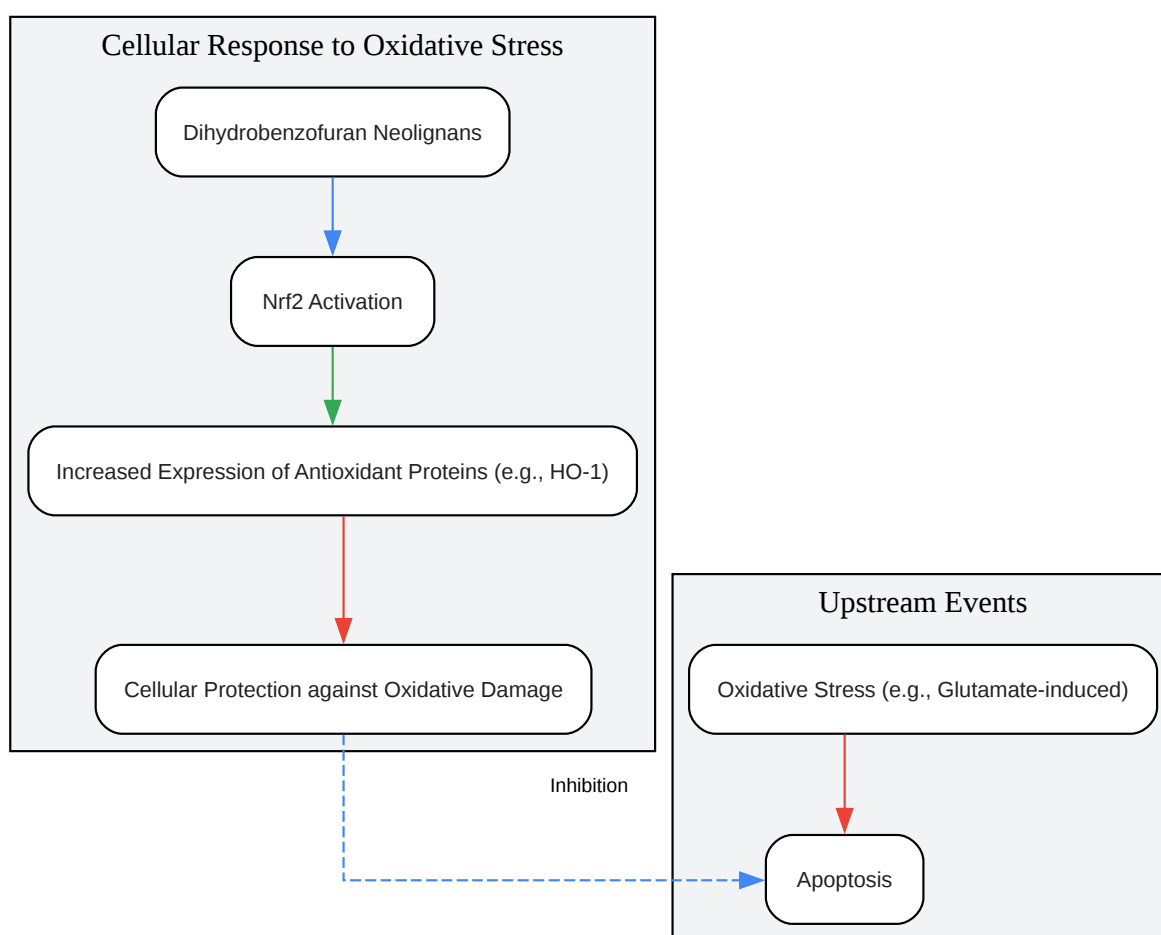 Cellular Response to Oxidative Stress
Dihydrobenzofuran Neolignans
Nrf2 Activation
Increased Expression of Antioxidant Proteins (e.g., HO-1)
Cellular Protection against Oxidative Damage
Inhibition
Upstream Events
Oxidative Stress (e.g., Glutamate-induced)
Apoptosis